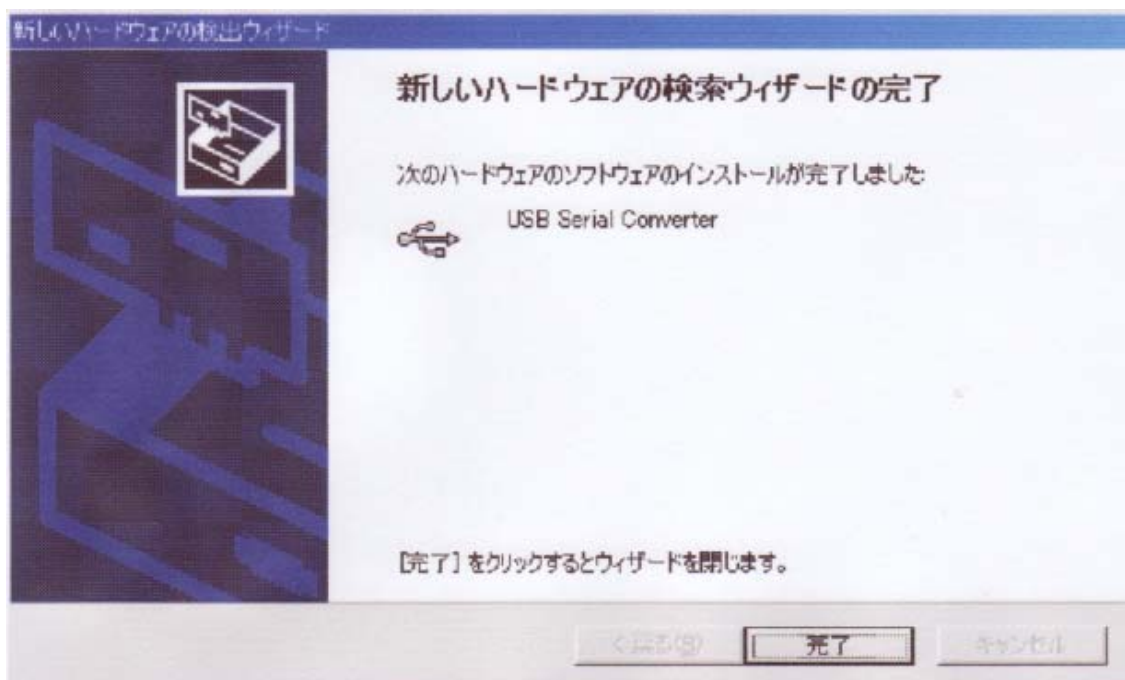 新しいハードウェアの検出ウィザード
新しいハードウェアの検索ウィザードの完了
次のハードウェアのソフトウェアのインストールが完了しました:
USB Serial Converter
[完了] をクリックするとウィザードを閉じます。
< 戻る(B)
完了
キャンセル